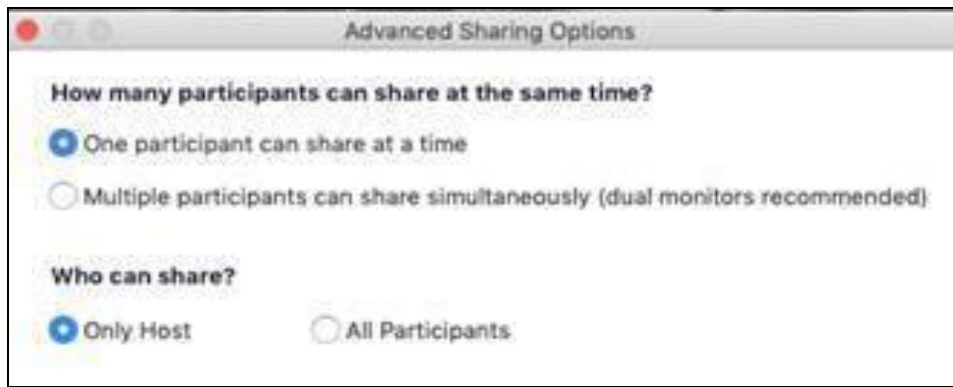 Advanced Sharing Options
How many participants can share at the same time?
One participant can share at a time
Multiple participants can share simultaneously (dual monitors recommended)
Who can share?
Only Host
All Participants